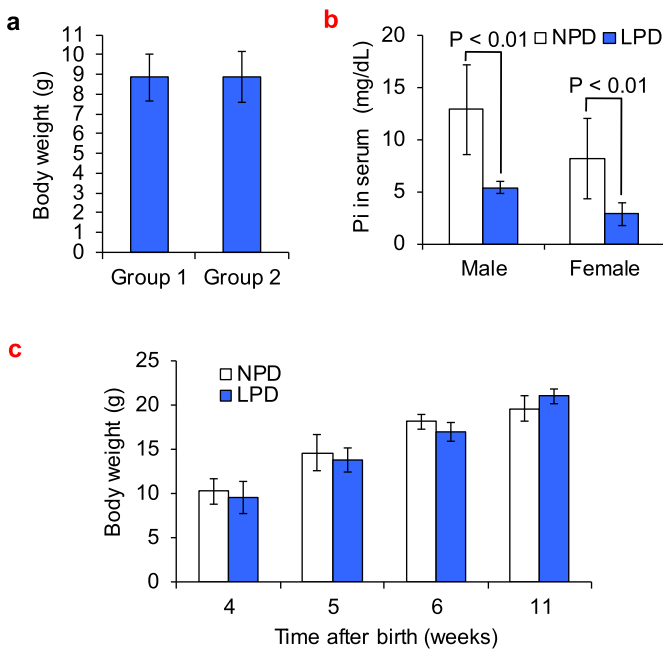 a
Body weight (g)
11
10
9
8
7
6
5
4
3
2
1
0
Group 1 Group 2
b
Pi in serum (mg/dL)
NPD LPD
P < 0.01
P < 0.01
20
15
10
5
0
Male Female
c
Body weight (g)
NPD
LPD
25
20
15
10
5
0
4 5 6 11
Time after birth (weeks)